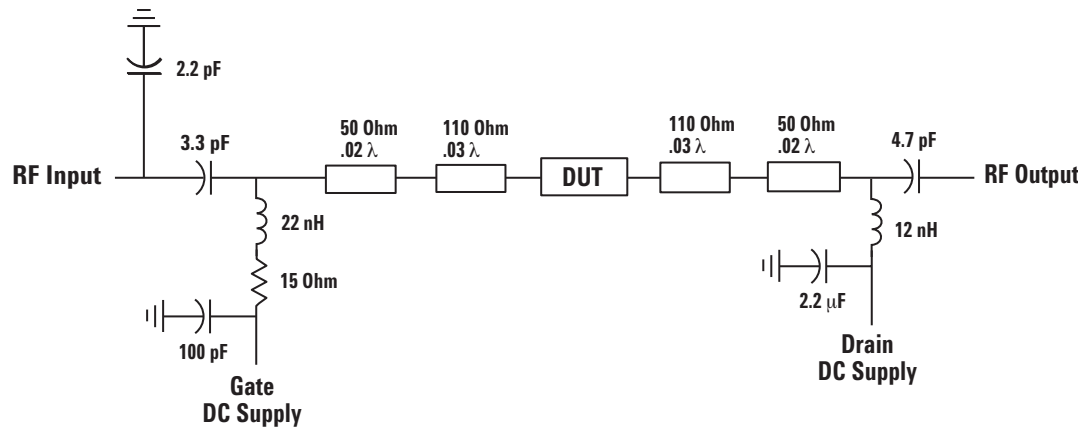 2.2 pF
3.3 pF
RF Input
50 Ohm
.02 λ
110 Ohm
.03 λ
DUT
110 Ohm
.03 λ
50 Ohm
.02 λ
4.7 pF
RF Output
22 nH
15 Ohm
100 pF
Gate
DC Supply
12 nH
2.2 µF
Drain
DC Supply